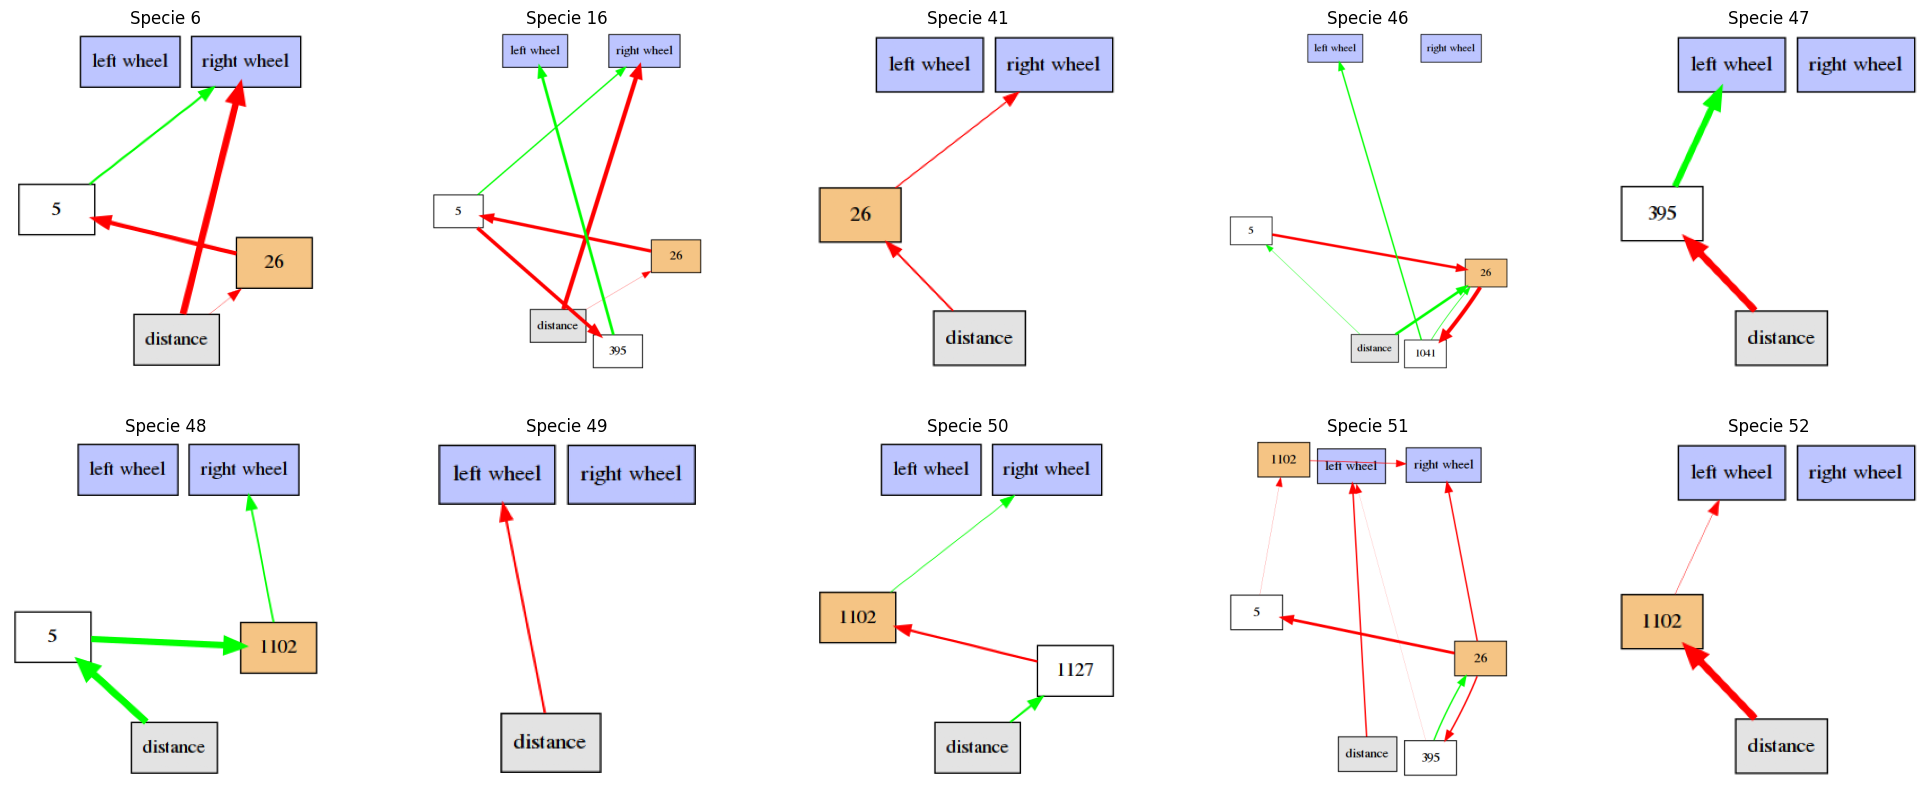 Specie 6
left wheel
right wheel
5
26
distance
Specie 16
left wheel
right wheel
5
26
distance
395
Specie 41
left wheel
right wheel
26
distance
Specie 46
left wheel
right wheel
5
26
distance
1041
Specie 47
left wheel
right wheel
395
distance
Specie 48
left wheel
right wheel
5
1102
distance
Specie 49
left wheel
right wheel
distance
Specie 50
left wheel
right wheel
1102
1127
distance
Specie 51
1102
left wheel
right wheel
5
26
distance
395
Specie 52
left wheel
right wheel
1102
distance